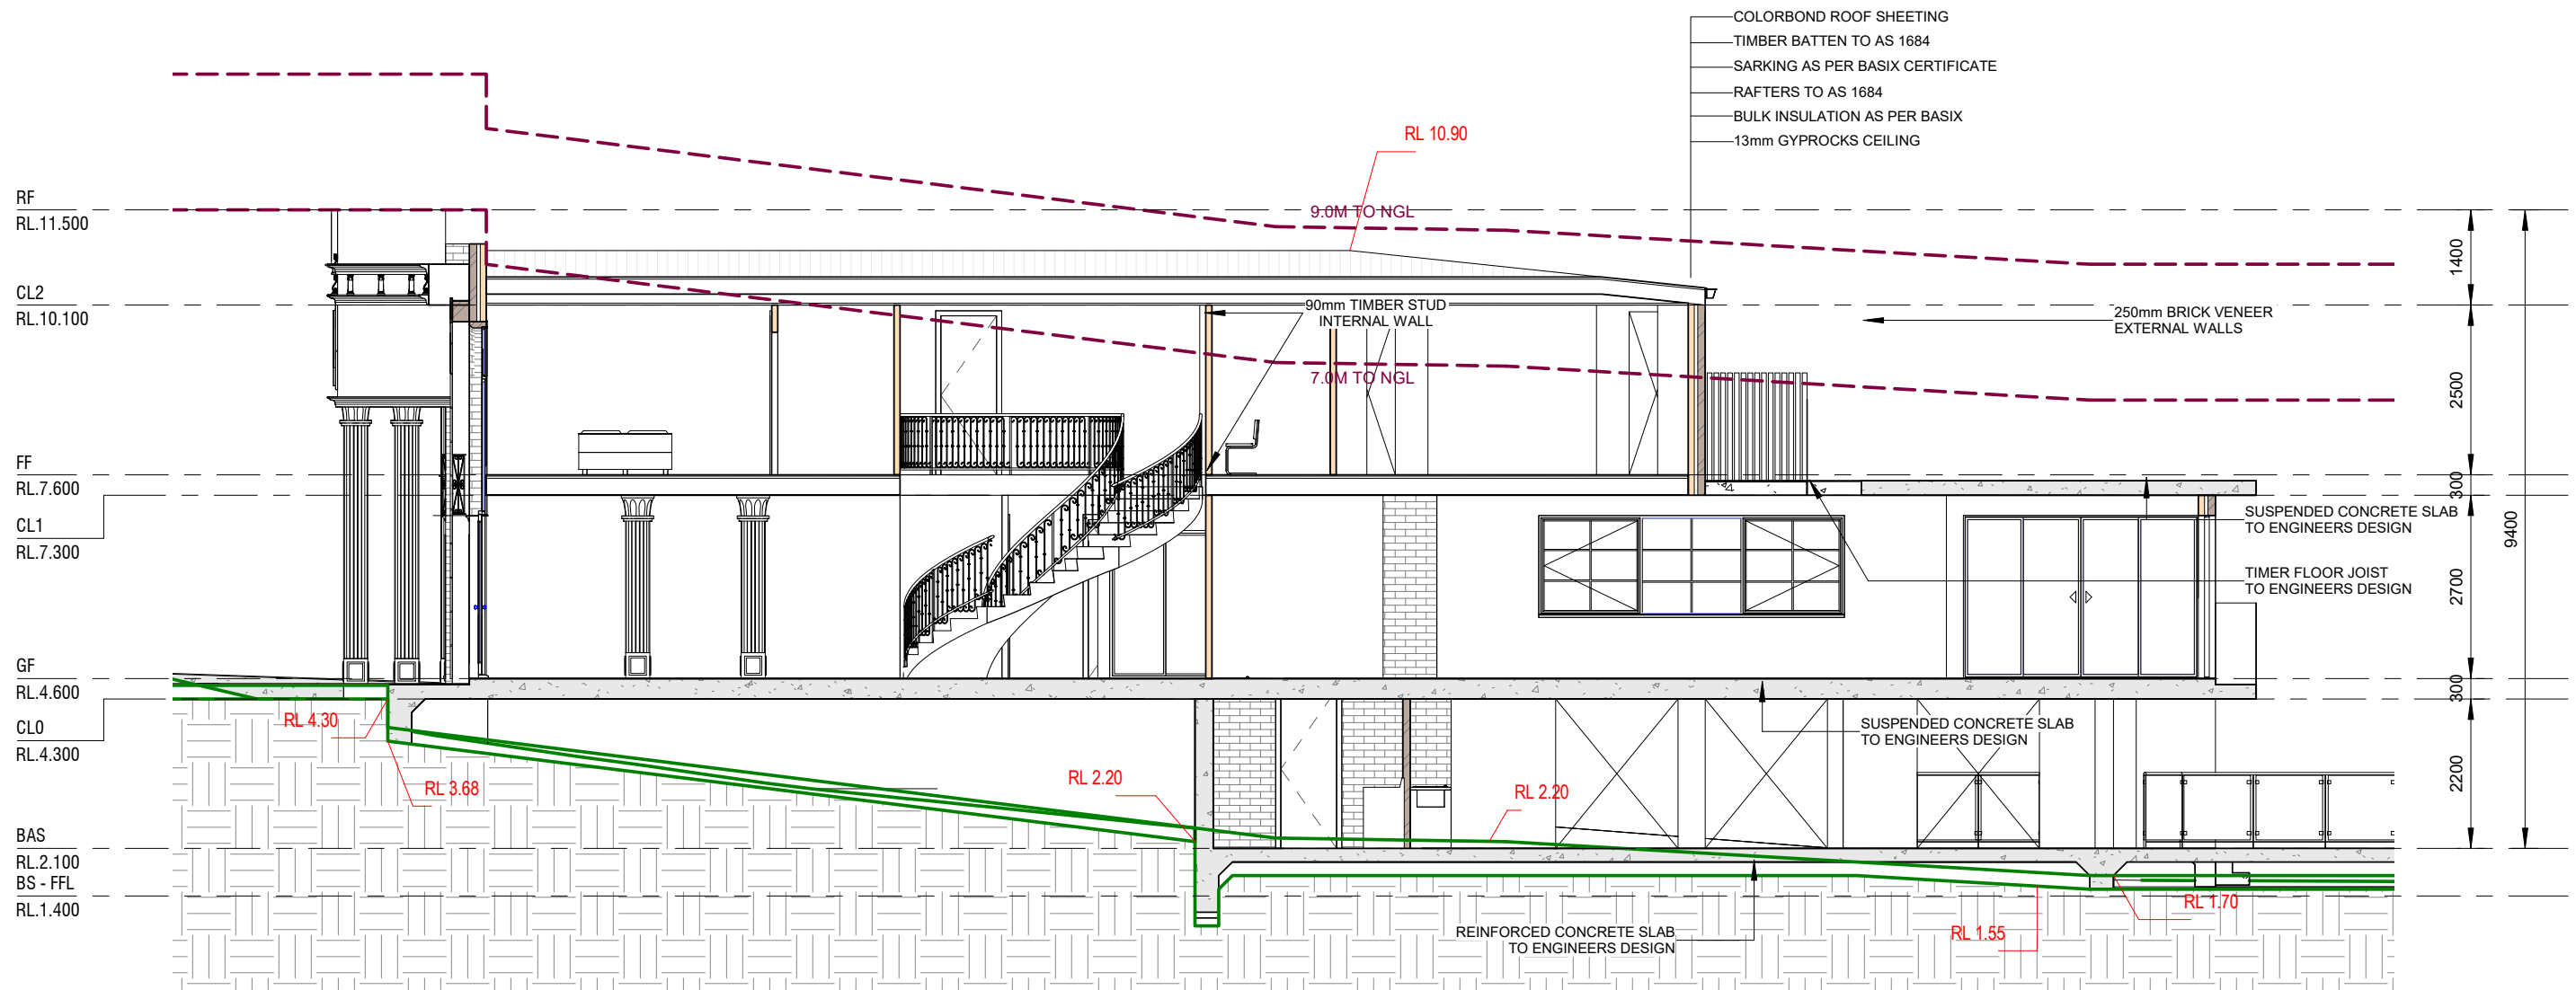 COLORBOND ROOF SHEETING
TIMBER BATTEN TO AS 1684
SARKING AS PER BASIX CERTIFICATE
RAFTERS TO AS 1684
BULK INSULATION AS PER BASIX
13mm GYPROCKS CEILING
RL 10.90
9.0M TO NGL
7.0M TO NGL
RF
RL.11.500
CL2
RL.10.100
FF
RL.7.600
CL1
RL.7.300
GF
RL.4.600
CL0
RL.4.300
BAS
RL.2.100
BS - FFL
RL.1.400
90mm TIMBER STUD
INTERNAL WALL
250mm BRICK VENEER
EXTERNAL WALLS
SUSPENDED CONCRETE SLAB
TO ENGINEERS DESIGN
TIMER FLOOR JOIST
TO ENGINEERS DESIGN
SUSPENDED CONCRETE SLAB
TO ENGINEERS DESIGN
RL 4.30
RL 3.68
RL 2.20
RL 2.20
RL 1.70
RL 1.55
REINFORCED CONCRETE SLAB
TO ENGINEERS DESIGN
1400
2500
300
2700
300
2200
9400